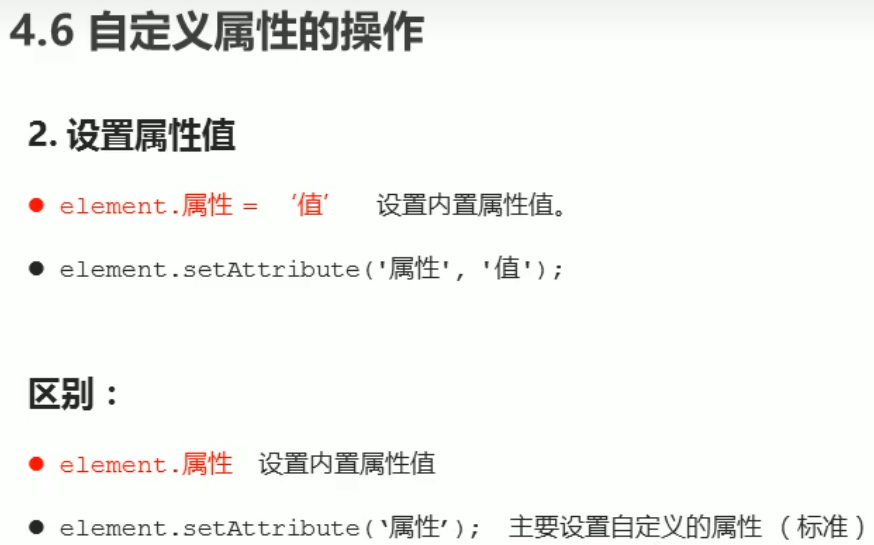 4.6 自定义属性的操作
2. 设置属性值
● element.属性 = ‘值’ 设置内置属性值。
● element.setAttribute('属性', '值');
区别：
● element.属性 设置内置属性值
● element.setAttribute(‘属性’); 主要设置自定义的属性 （标准）